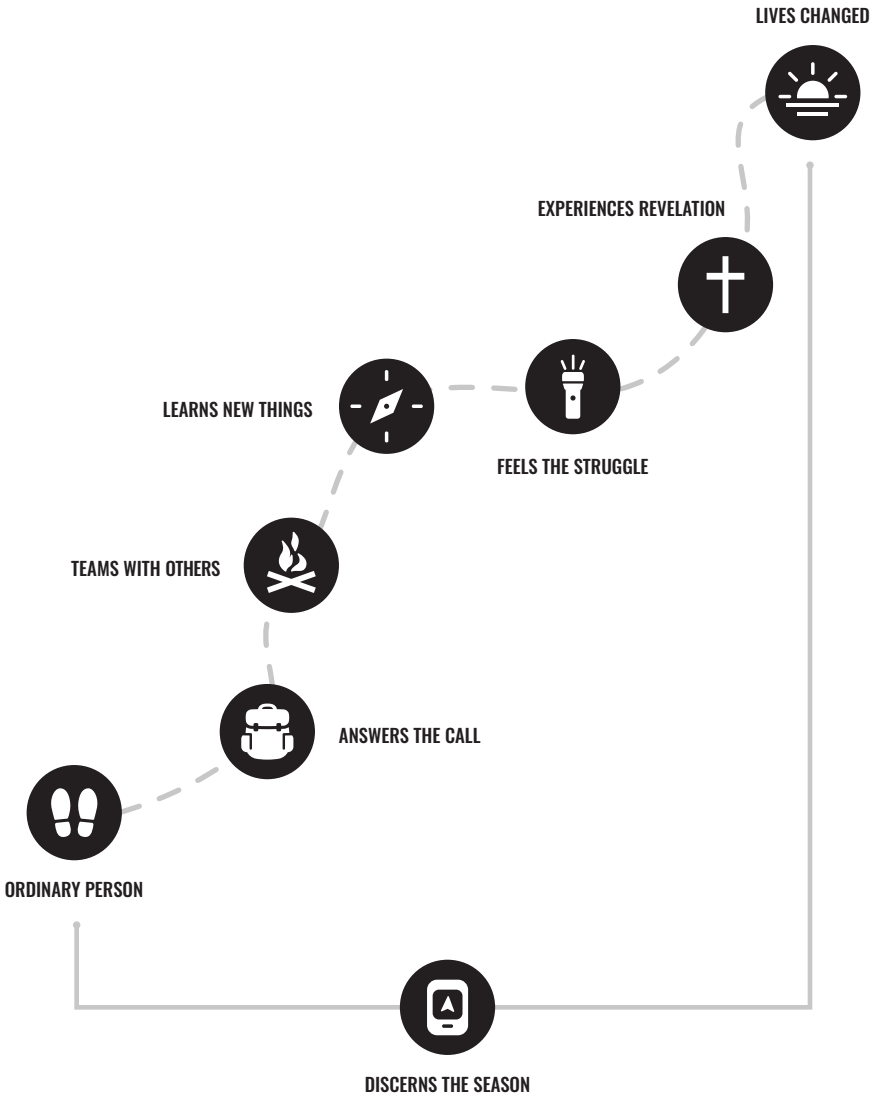 LIVES CHANGED
EXPERIENCES REVELATION
LEARNS NEW THINGS
FEELS THE STRUGGLE
TEAMS WITH OTHERS
ANSWERS THE CALL
ORDINARY PERSON
DISCERNS THE SEASON